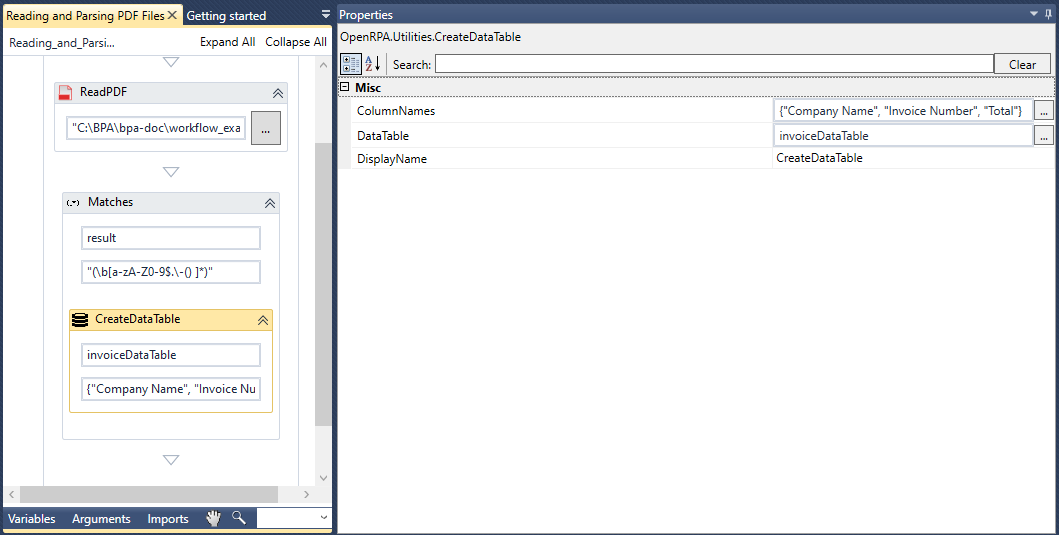 Reading and Parsing PDF Files
Getting started
Reading_and_Parsi...
Expand All
Collapse All
ReadPDF
"C:\BPA\bpa-doc\workflow_exa
...
Matches
result
"(\b[a-zA-Z0-9$.\-() ]*)"
CreateDataTable
invoiceDataTable
{"Company Name", "Invoice Nu
Variables
Arguments
Imports
Properties
OpenRPA.Utilities.CreateDataTable
A
Z
Search:
Clear
Misc
ColumnNames
{"Company Name", "Invoice Number", "Total"}
...
DataTable
invoiceDataTable
...
DisplayName
CreateDataTable